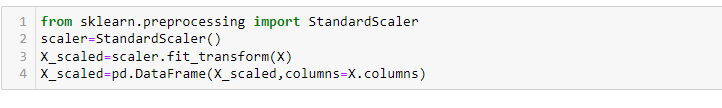 1 from sklearn.preprocessing import StandardScaler
2 scaler=StandardScaler()
3 X_scaled=scaler.fit_transform(X)
4 X_scaled=pd.DataFrame(X_scaled,columns=X.columns)